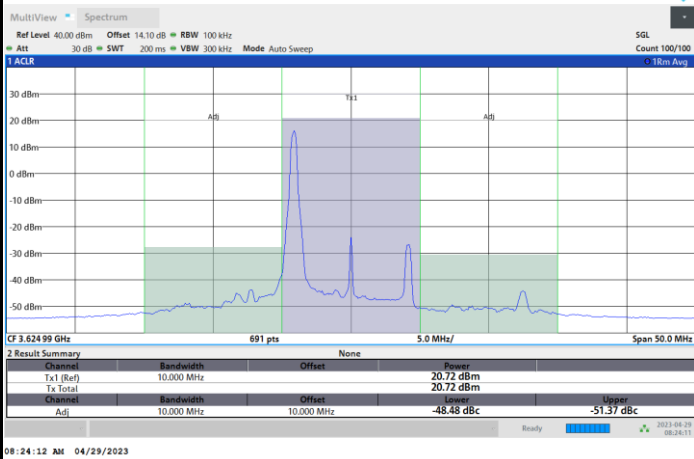 MultiView Spectrum
Ref Level 40.00 dBm Offset 14.10 dB RBW 100 kHz SGL
Att 30 dB SWT 200 ms VBW 300 kHz Mode Auto Sweep Count 100/100
1 ACLR 1Rm Avg
30 dBm
Tx1
20 dBm
Adj Adj
10 dBm
0 dBm
-10 dBm
-20 dBm
-30 dBm
-40 dBm
-50 dBm
CF 3.624 99 GHz 691 pts 5.0 MHz/ Span 50.0 MHz
2 Result Summary None
Channel Bandwidth Offset Power
Tx1 (Ref) 10.000 MHz 20.72 dBm
Tx Total 20.72 dBm
Channel Bandwidth Offset Lower Upper
Adj 10.000 MHz 10.000 MHz -48.48 dBc -51.37 dBc
Ready 2023-04-29
08:24:11
08:24:12 AM 04/29/2023